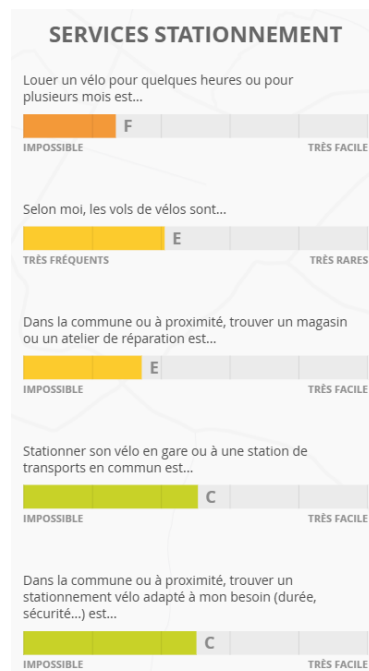 SERVICES STATIONNEMENT
Louer un vélo pour quelques heures ou pour
plusieurs mois est...
F
IMPOSSIBLE TRÈS FACILE
Selon moi, les vols de vélos sont...
E
TRÈS FRÉQUENTS TRÈS RARES
Dans la commune ou à proximité, trouver un magasin
ou un atelier de réparation est...
E
IMPOSSIBLE TRÈS FACILE
Stationner son vélo en gare ou à une station de
transports en commun est...
C
IMPOSSIBLE TRÈS FACILE
Dans la commune ou à proximité, trouver un
stationnement vélo adapté à mon besoin (durée,
sécurité...) est...
C
IMPOSSIBLE TRÈS FACILE